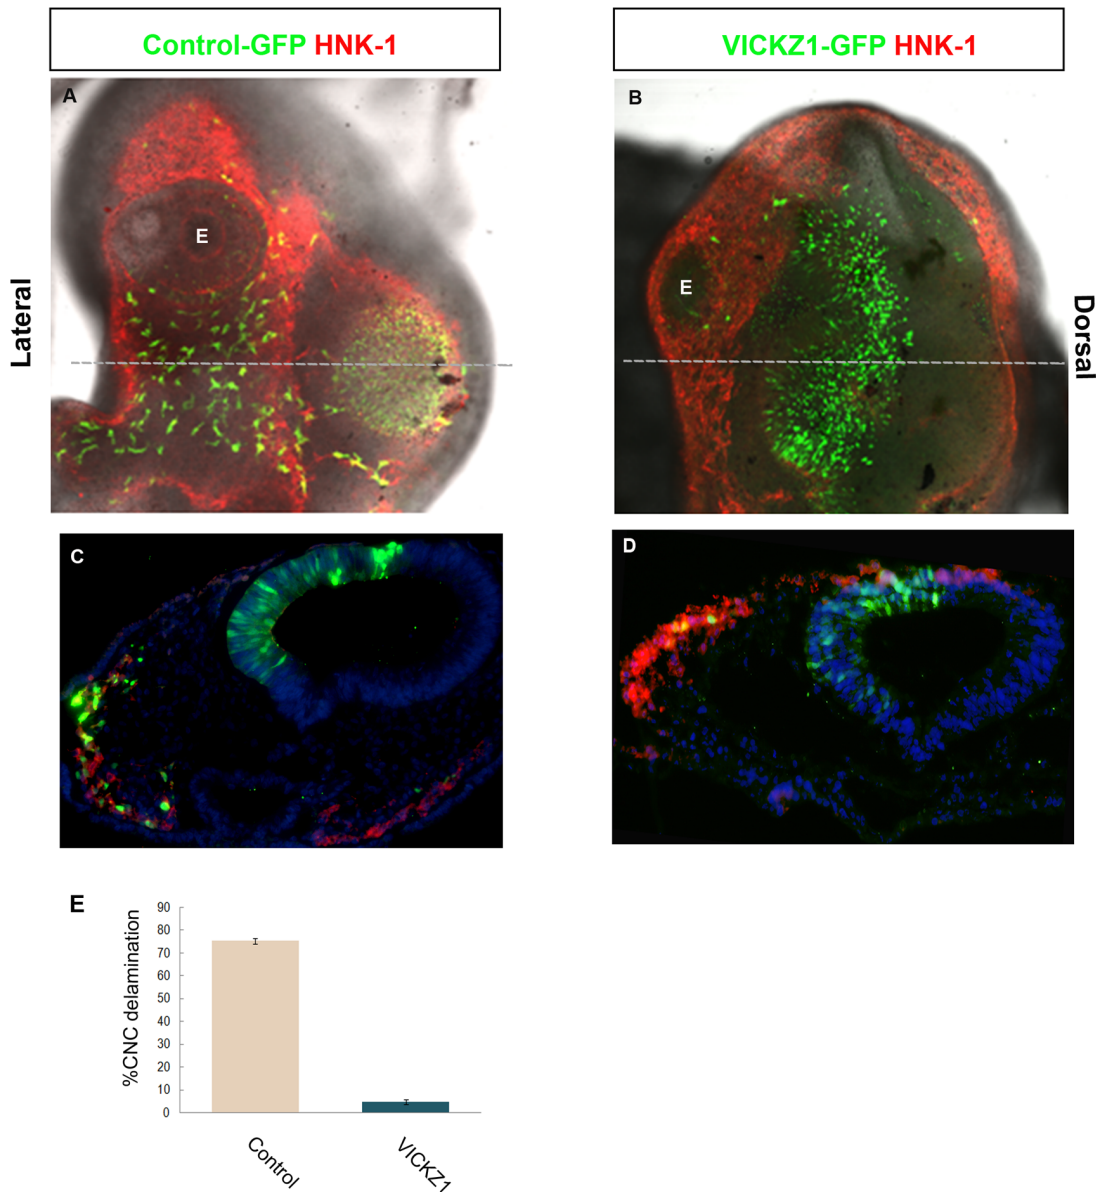 Control-GFP HNK-1
VICKZ1-GFP HNK-1
A
B
E
E
Lateral
Dorsal
C
D
E
%CNC delamination
90
80
70
60
50
40
30
20
10
0
Control
VICKZ1